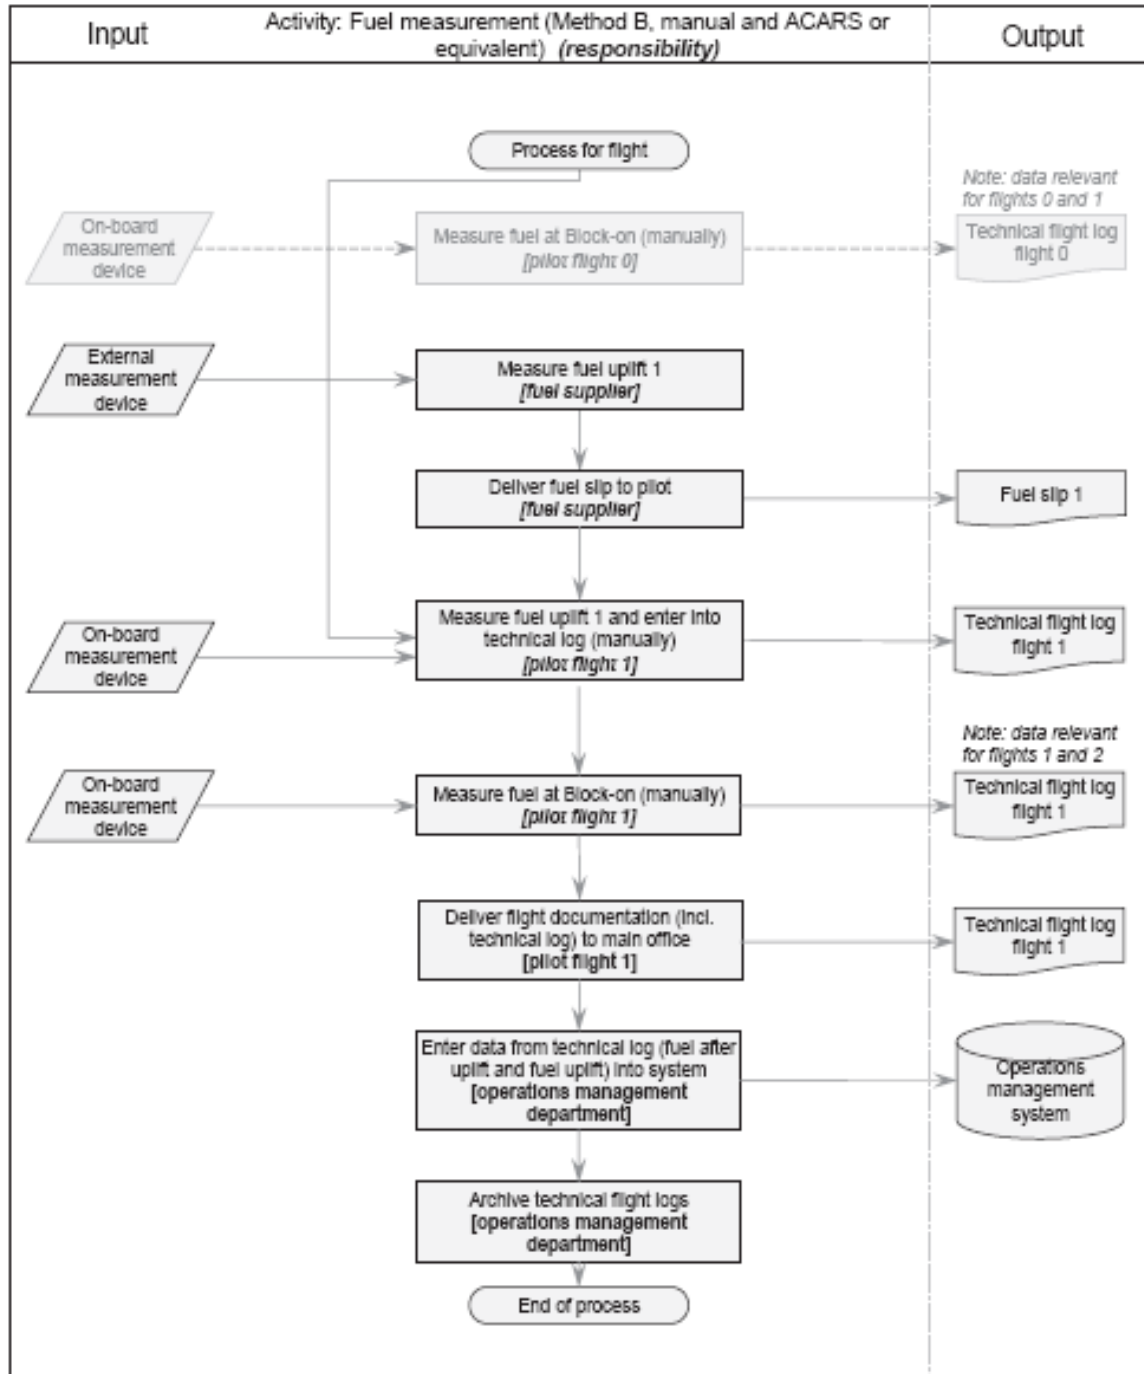 Input
Activity: Fuel measurement (Method B, manual and ACARS or
equivalent) (responsibility)
Output
Process for flight
Note: data relevant
for flights 0 and 1
On-board
measurement
device
Measure fuel at Block-on (manually)
[pilot flight 0]
Technical flight log
flight 0
External
measurement
device
Measure fuel uplift 1
[fuel supplier]
Deliver fuel slip to pilot
[fuel supplier]
Fuel slip 1
On-board
measurement
device
Measure fuel uplift 1 and enter into
technical log (manually)
[pilot flight 1]
Technical flight log
flight 1
Note: data relevant
for flights 1 and 2
On-board
measurement
device
Measure fuel at Block-on (manually)
[pilot flight 1]
Technical flight log
flight 1
Deliver flight documentation (incl.
technical log) to main office
[pilot flight 1]
Technical flight log
flight 1
Enter data from technical log (fuel after
uplift and fuel uplift) into system
[operations management
department]
Operations
management
system
Archive technical flight logs
[operations management
department]
End of process